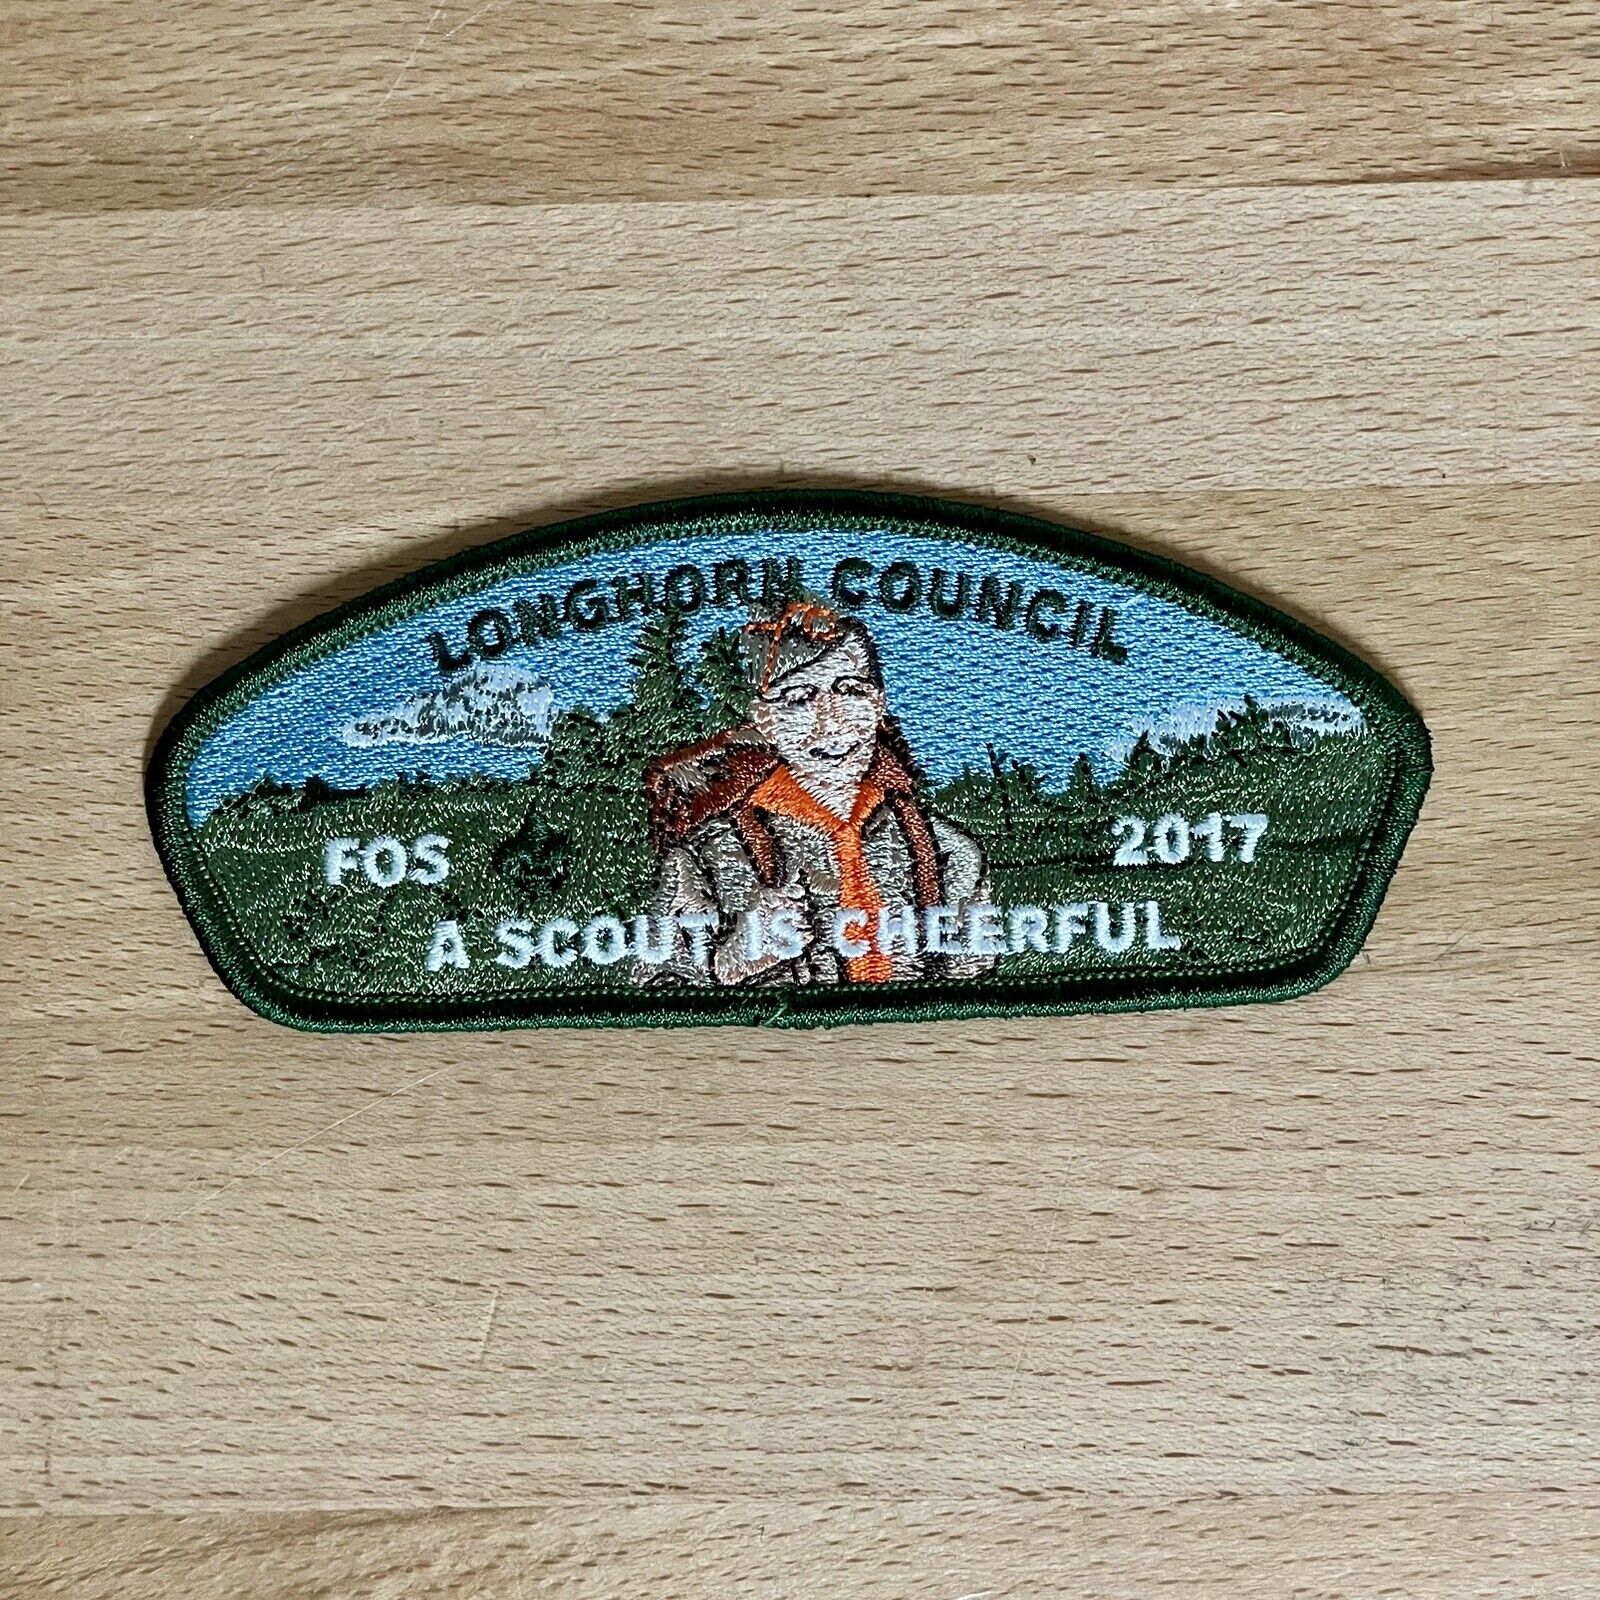 LONGHORN COUNCIL
FOS
2017
A SCOUT IS CHEERFUL